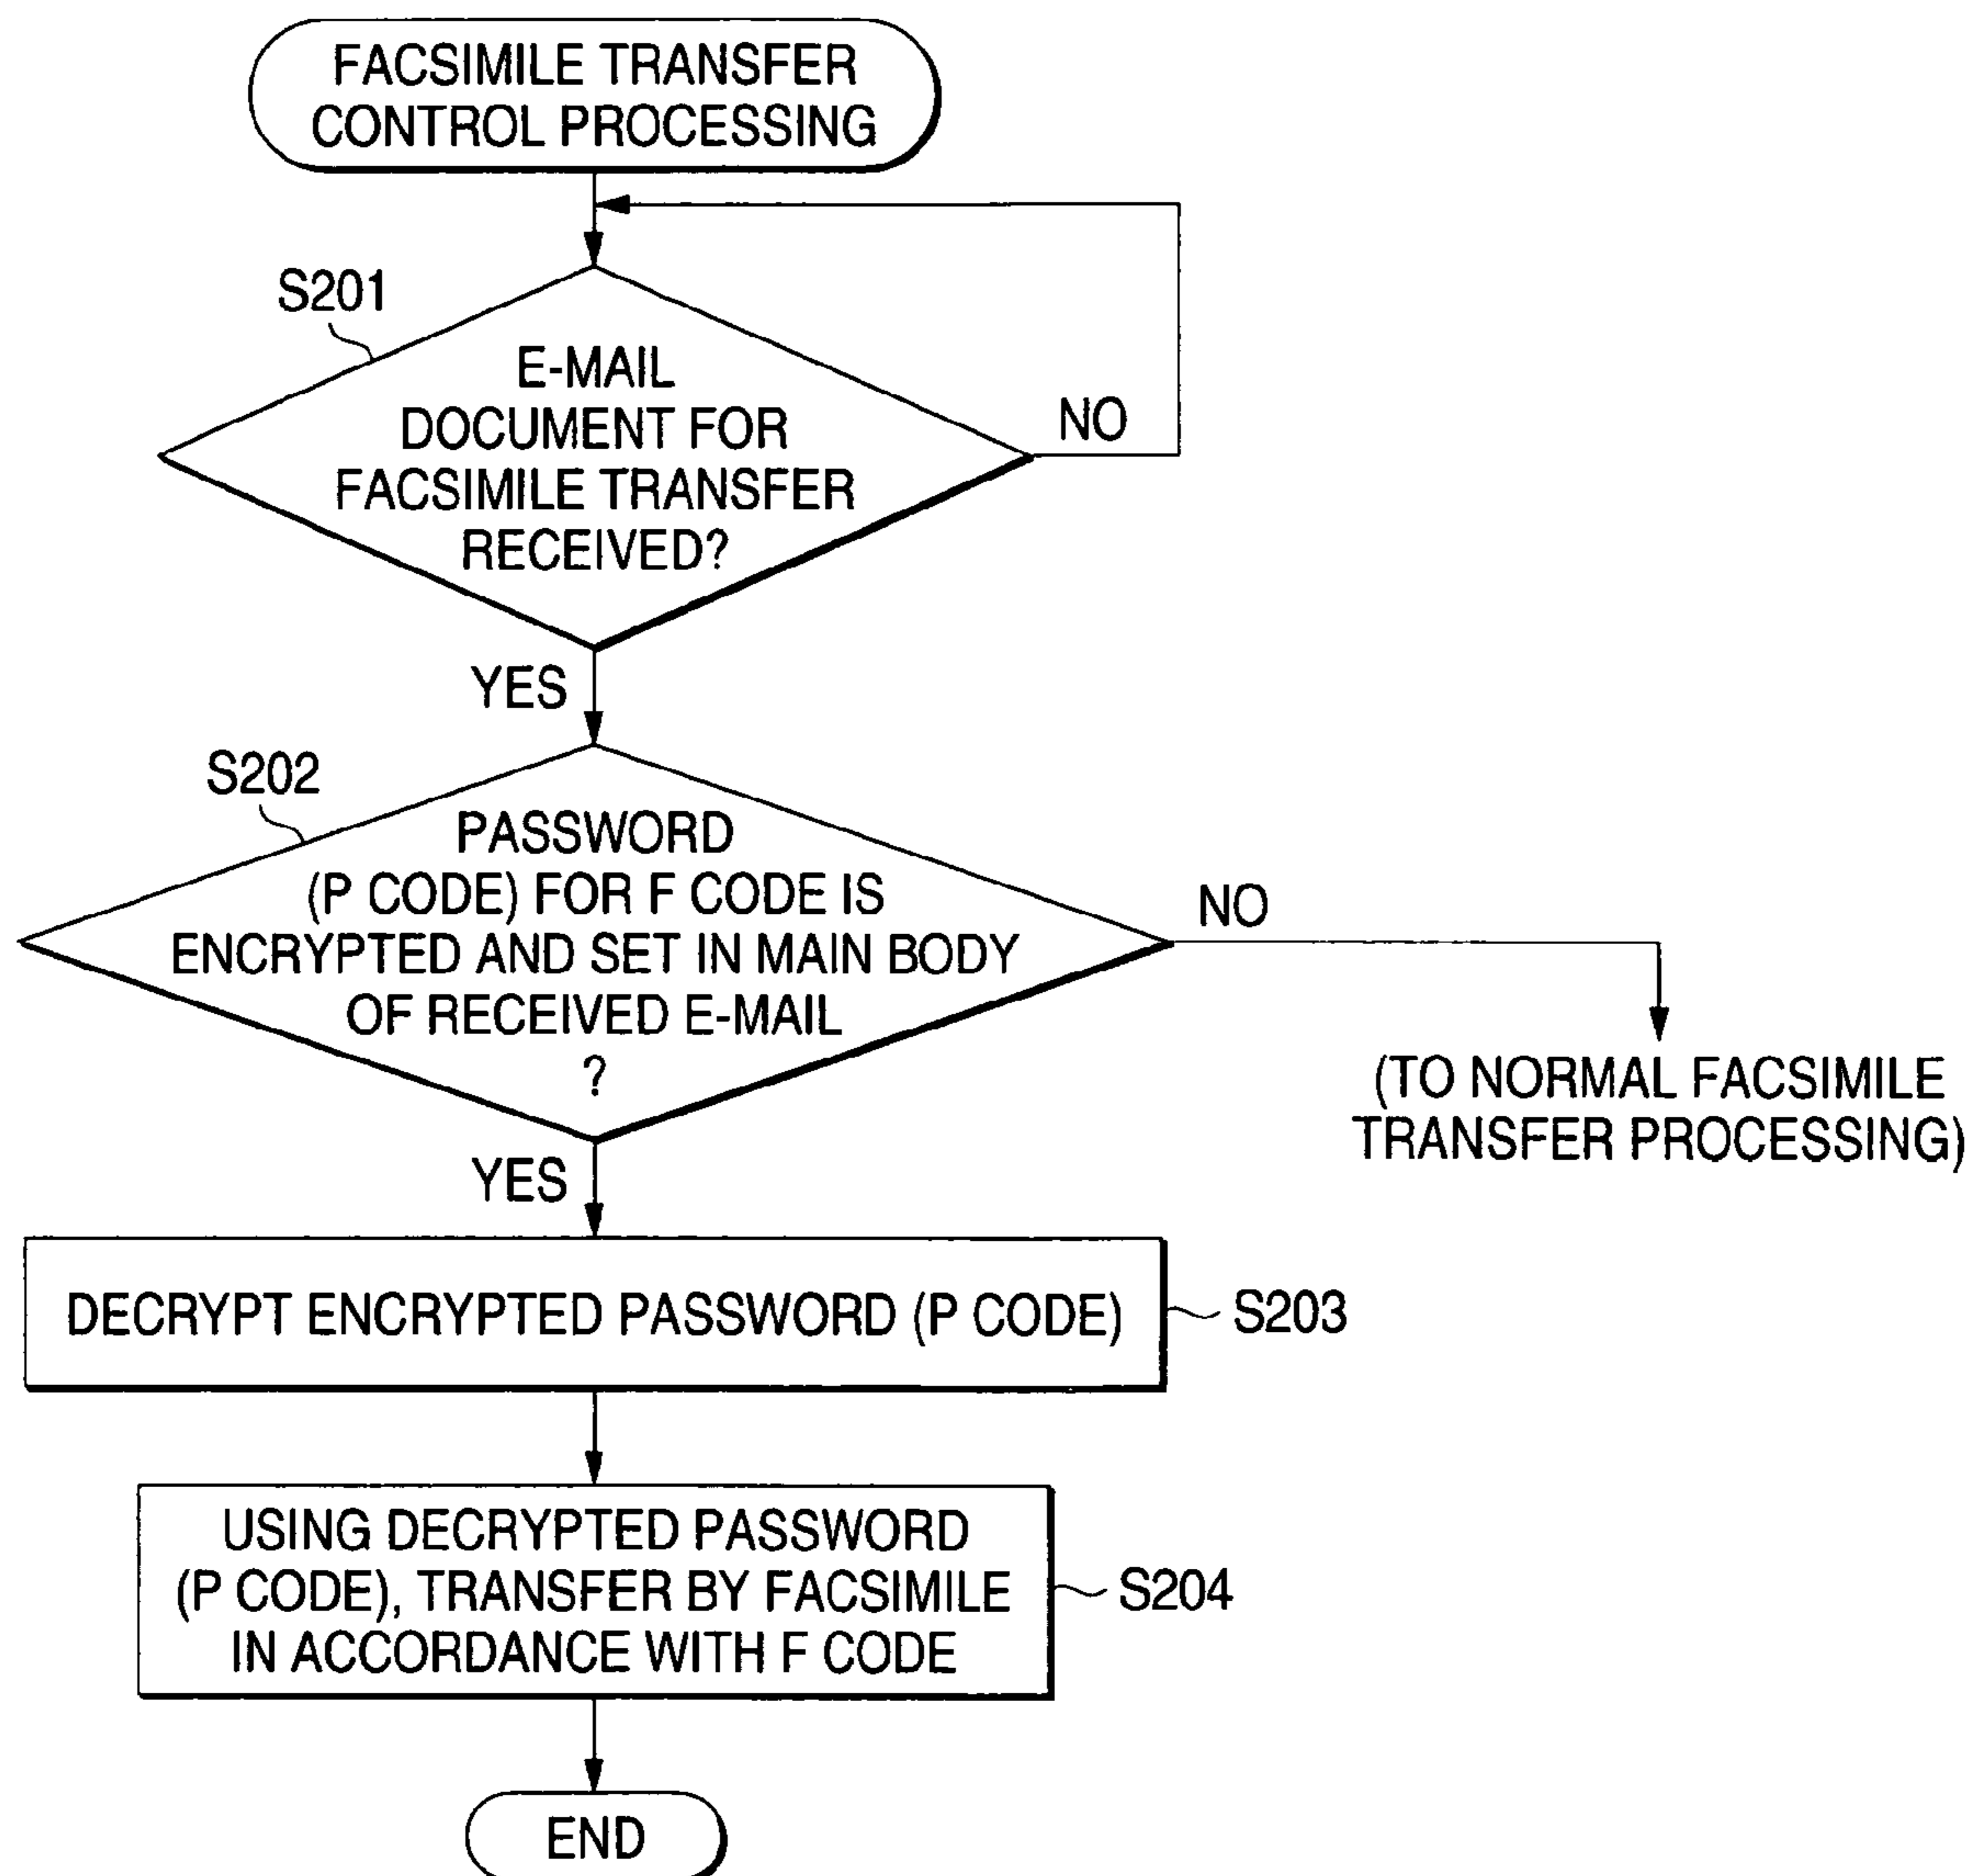 FACSIMILE TRANSFER
CONTROL PROCESSING
S201
E-MAIL
DOCUMENT FOR
FACSIMILE TRANSFER
RECEIVED?
NO
YES
S202
PASSWORD
(P CODE) FOR F CODE IS
ENCRYPTED AND SET IN MAIN BODY
OF RECEIVED E-MAIL
?
NO
(TO NORMAL FACSIMILE
TRANSFER PROCESSING)
YES
DECRYPT ENCRYPTED PASSWORD (P CODE)
S203
USING DECRYPTED PASSWORD
(P CODE), TRANSFER BY FACSIMILE
IN ACCORDANCE WITH F CODE
S204
END